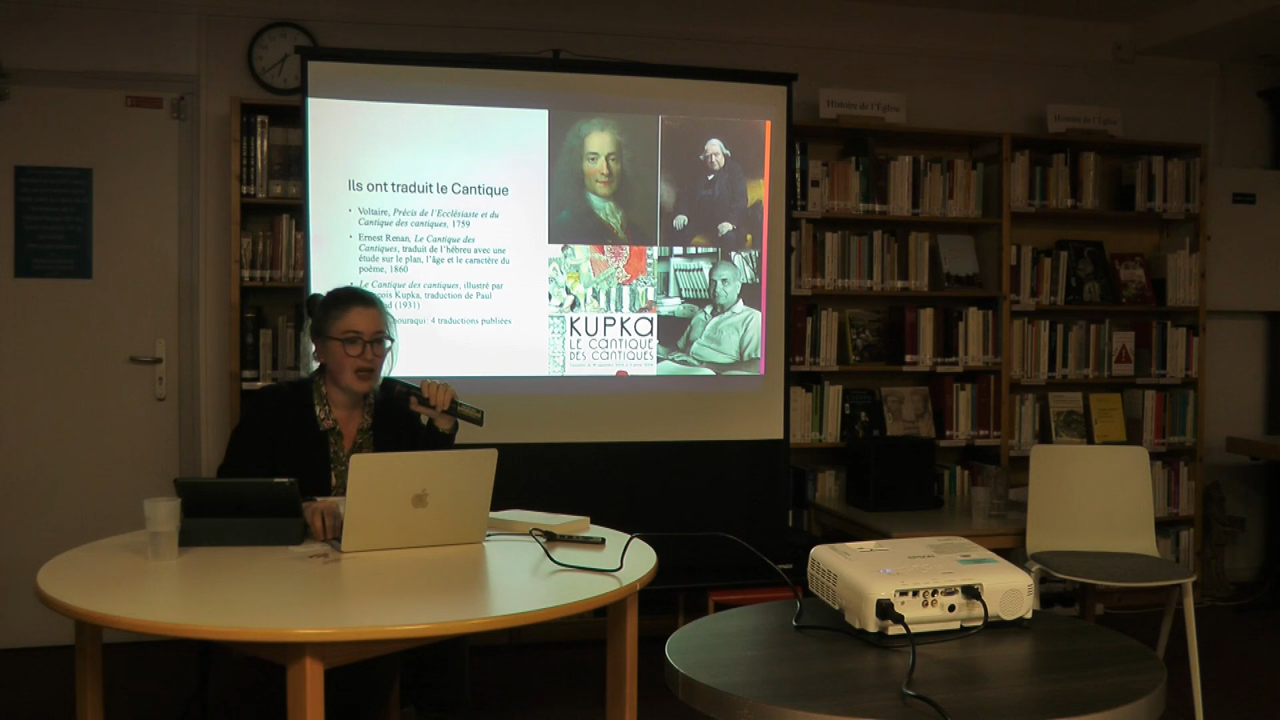 Histoire de l'Église
Histoire de l'Église
Ils ont traduit le Cantique
• Voltaire, Précis de l'Ecclésiaste et du
Cantique des cantiques, 1759
• Ernest Renan, Le Cantique des
Cantiques, traduit de l'hébreu avec une
étude sur le plan, l'âge et le caractère du
poème, 1860
• Le Cantique des cantiques, illustré par
Kupka, traduction de Paul
(1931)
: 4 traductions publiées
KUPKA
LE CANTIQUE
DES CANTIQUES
EPSON